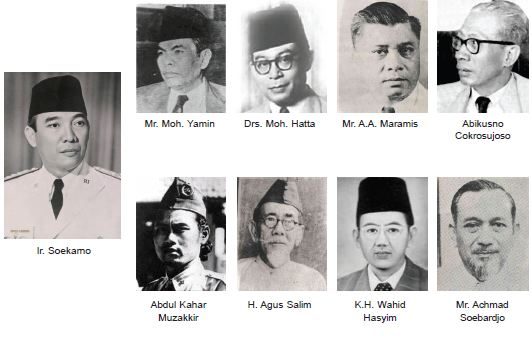 Mr. Moh. Yamin
Drs. Moh. Hatta
Mr. A.A. Maramis
Abikusno
Cokrosujoso
Ir. Soekarno
Abdul Kahar
Muzakkir
H. Agus Salim
K.H. Wahid
Hasyim
Mr. Achmad
Soebardjo